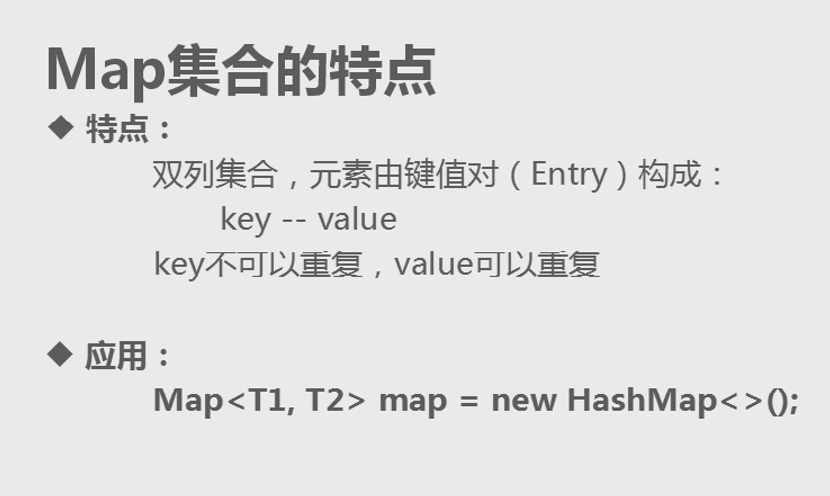 Map集合的特点
◆ 特点：
双列集合，元素由键值对（Entry）构成：
key -- value
key不可以重复，value可以重复
◆ 应用：
Map<T1, T2> map = new HashMap<>();